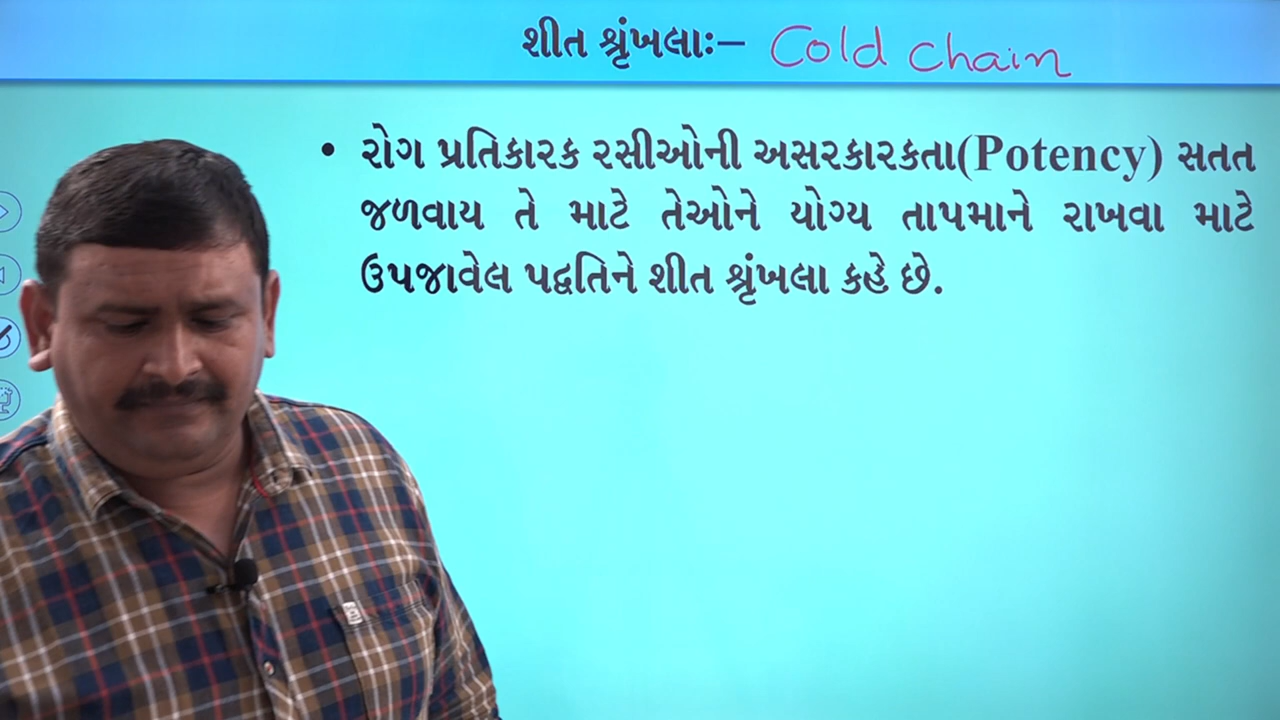 શીત શ્રૃંખલાઃ– Cold chain
• રોગ પ્રતિકારક રસીઓની અસરકારકતા(Potency) સતત
જળવાય તે માટે તેઓને યોગ્ય તાપમાને રાખવા માટે
ઉપજાવેલ પદ્ધતિને શીત શ્રૃંખલા કહે છે.